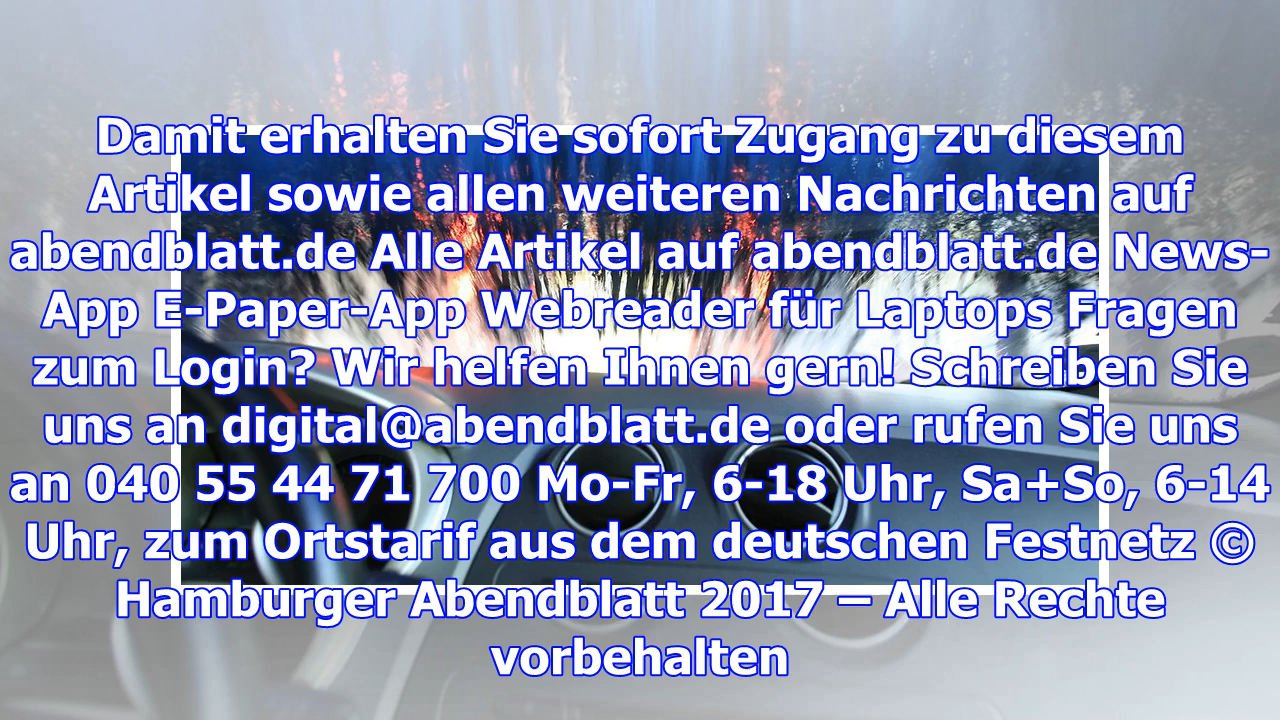 Damit erhalten Sie sofort Zugang zu diesem
Artikel sowie allen weiteren Nachrichten auf
abendblatt.de Alle Artikel auf abendblatt.de News-
App E-Paper-App Webreader für Laptops Fragen
zum Login? Wir helfen Ihnen gern! Schreiben Sie
uns an digital@abendblatt.de oder rufen Sie uns
an 040 55 44 71 700 Mo-Fr, 6-18 Uhr, Sa+So, 6-14
Uhr, zum Ortstarif aus dem deutschen Festnetz ©
Hamburger Abendblatt 2017 – Alle Rechte
vorbehalten